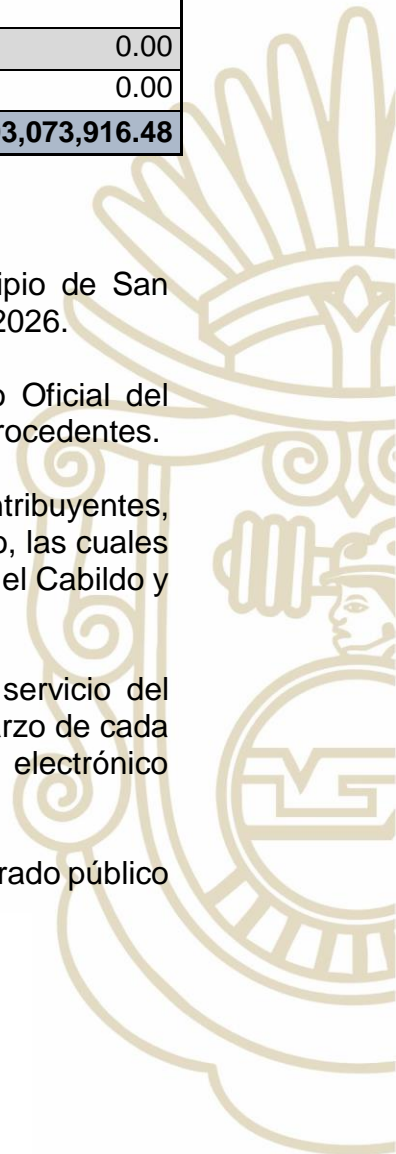 0.00
0.00
3,073,916.48
ipio de San
2026.
o Oficial del
rocedentes.
ntribuyentes,
o, las cuales
el Cabildo y
servicio del
arzo de cada
electrónico
rado público